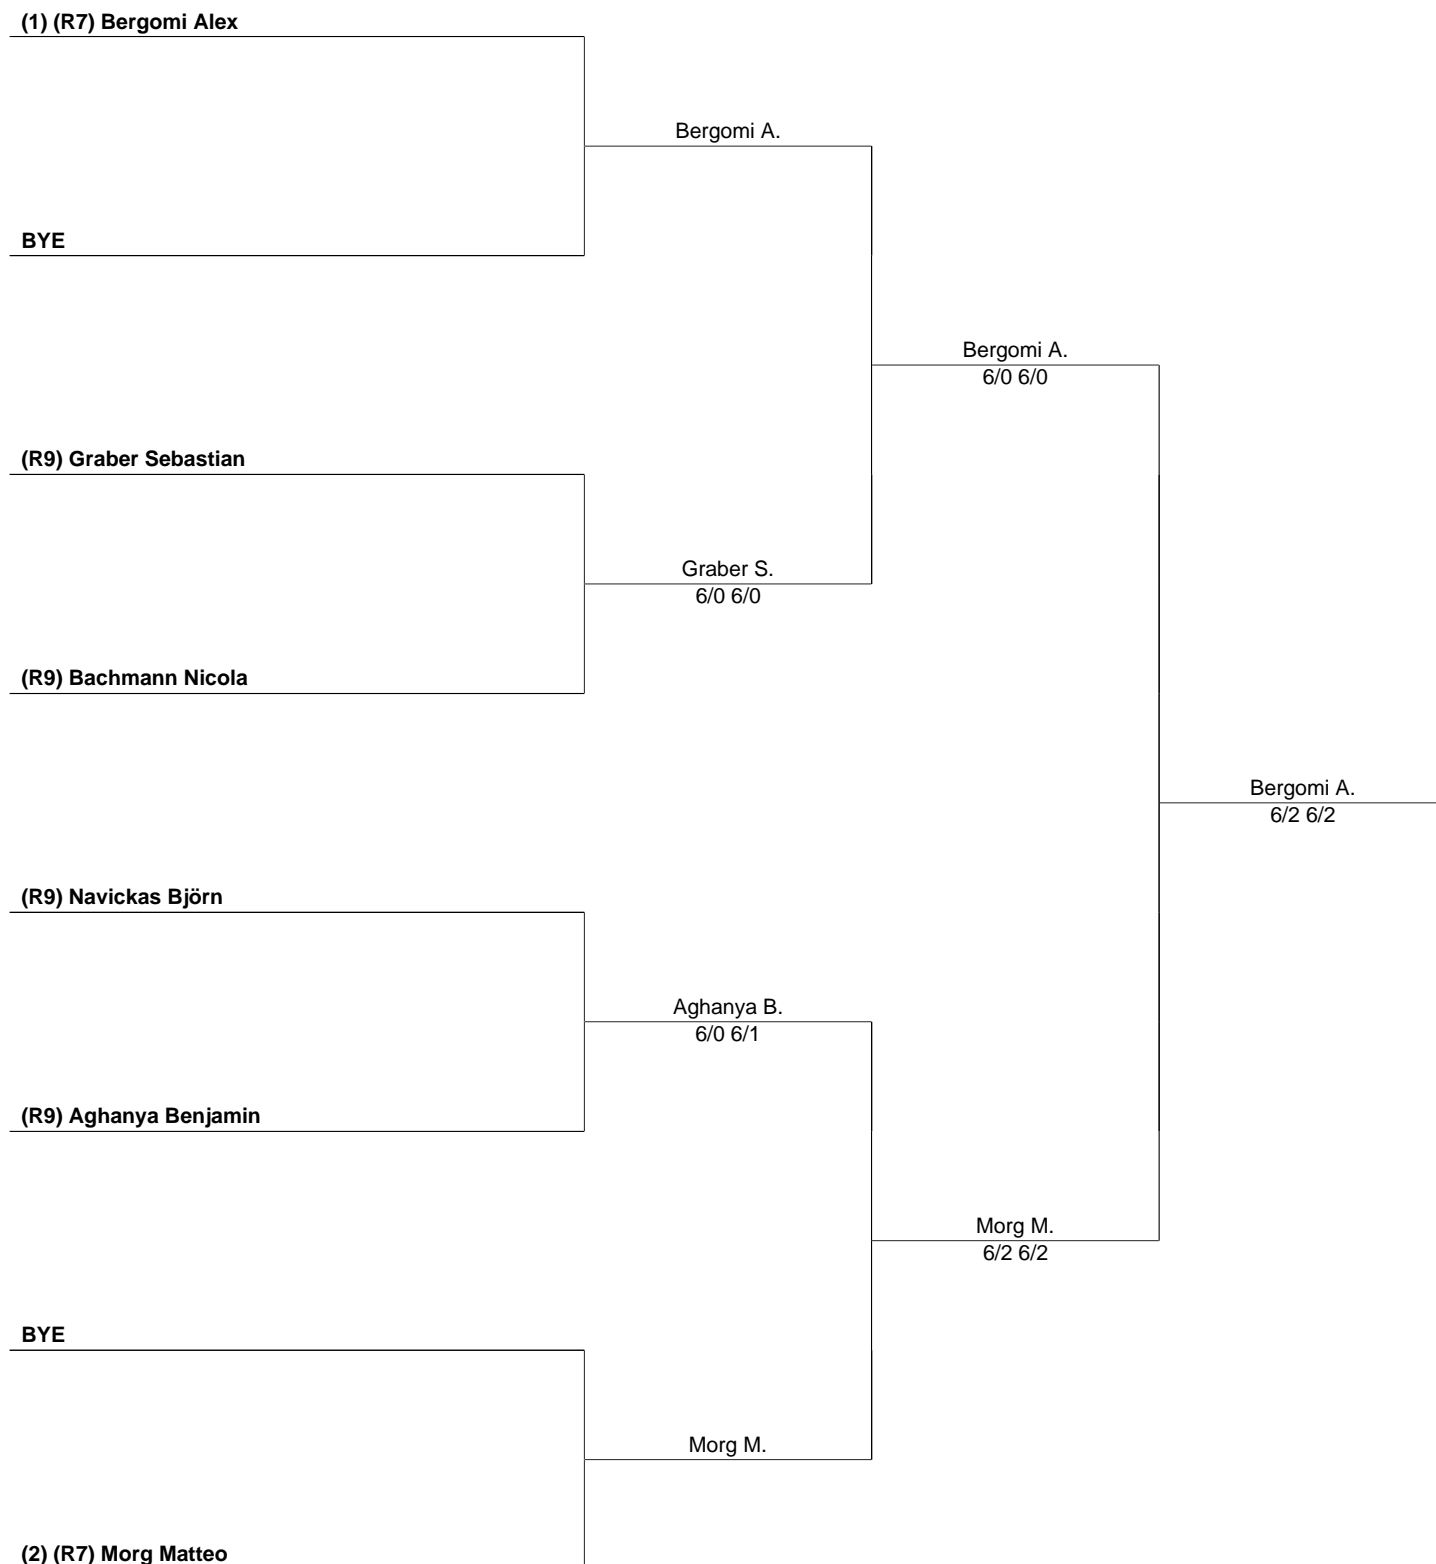 (1) (R7) Bergomi Alex
Bergomi A.
BYE
Bergomi A.
6/0 6/0
(R9) Graber Sebastian
Graber S.
6/0 6/0
(R9) Bachmann Nicola
Bergomi A.
6/2 6/2
(R9) Navickas Björn
Aghanya B.
6/0 6/1
(R9) Aghanya Benjamin
Morg M.
6/2 6/2
BYE
Morg M.
(2) (R7) Morg Matteo